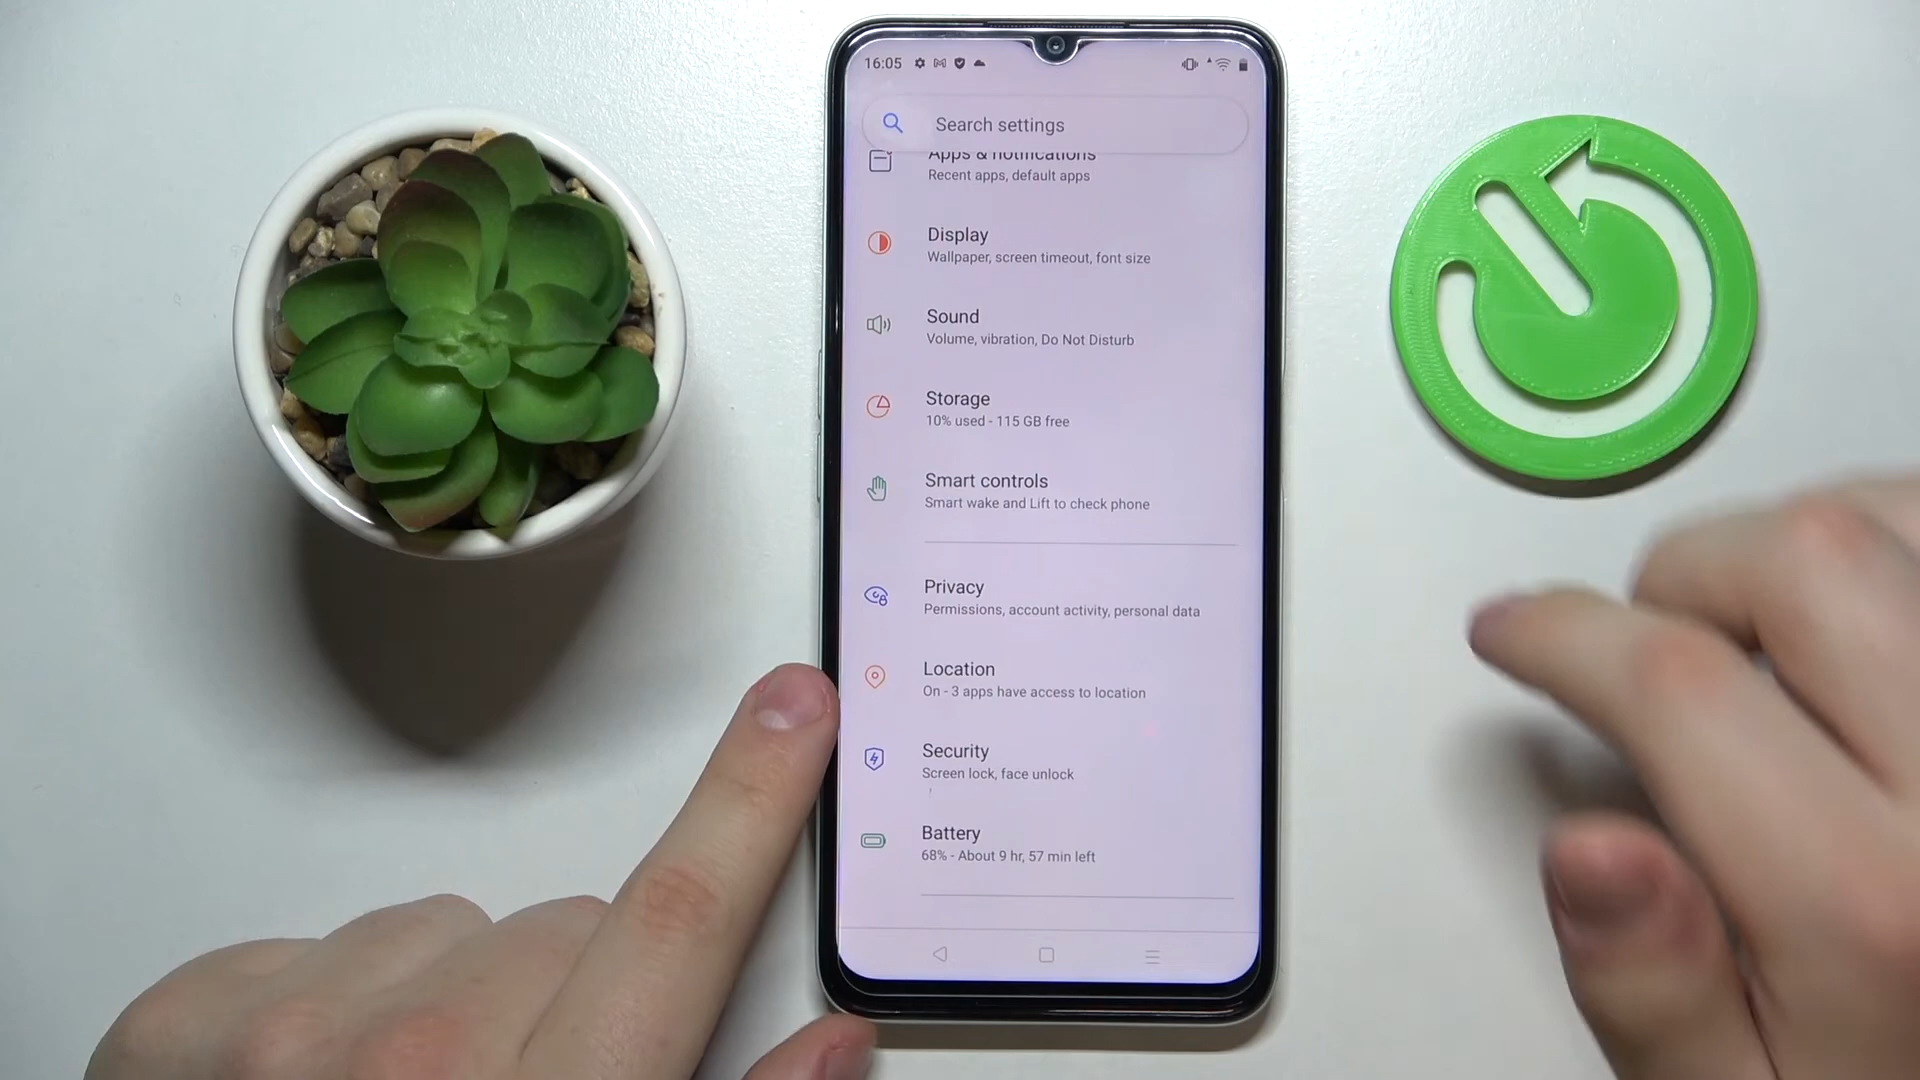 16:05
Search settings
Apps & notifications
Recent apps, default apps
Display
Wallpaper, screen timeout, font size
Sound
Volume, vibration, Do Not Disturb
Storage
10% used - 115 GB free
Smart controls
Smart wake and Lift to check phone
Privacy
Permissions, account activity, personal data
Location
On - 3 apps have access to location
Security
Screen lock, face unlock
Battery
68% - About 9 hr, 57 min left